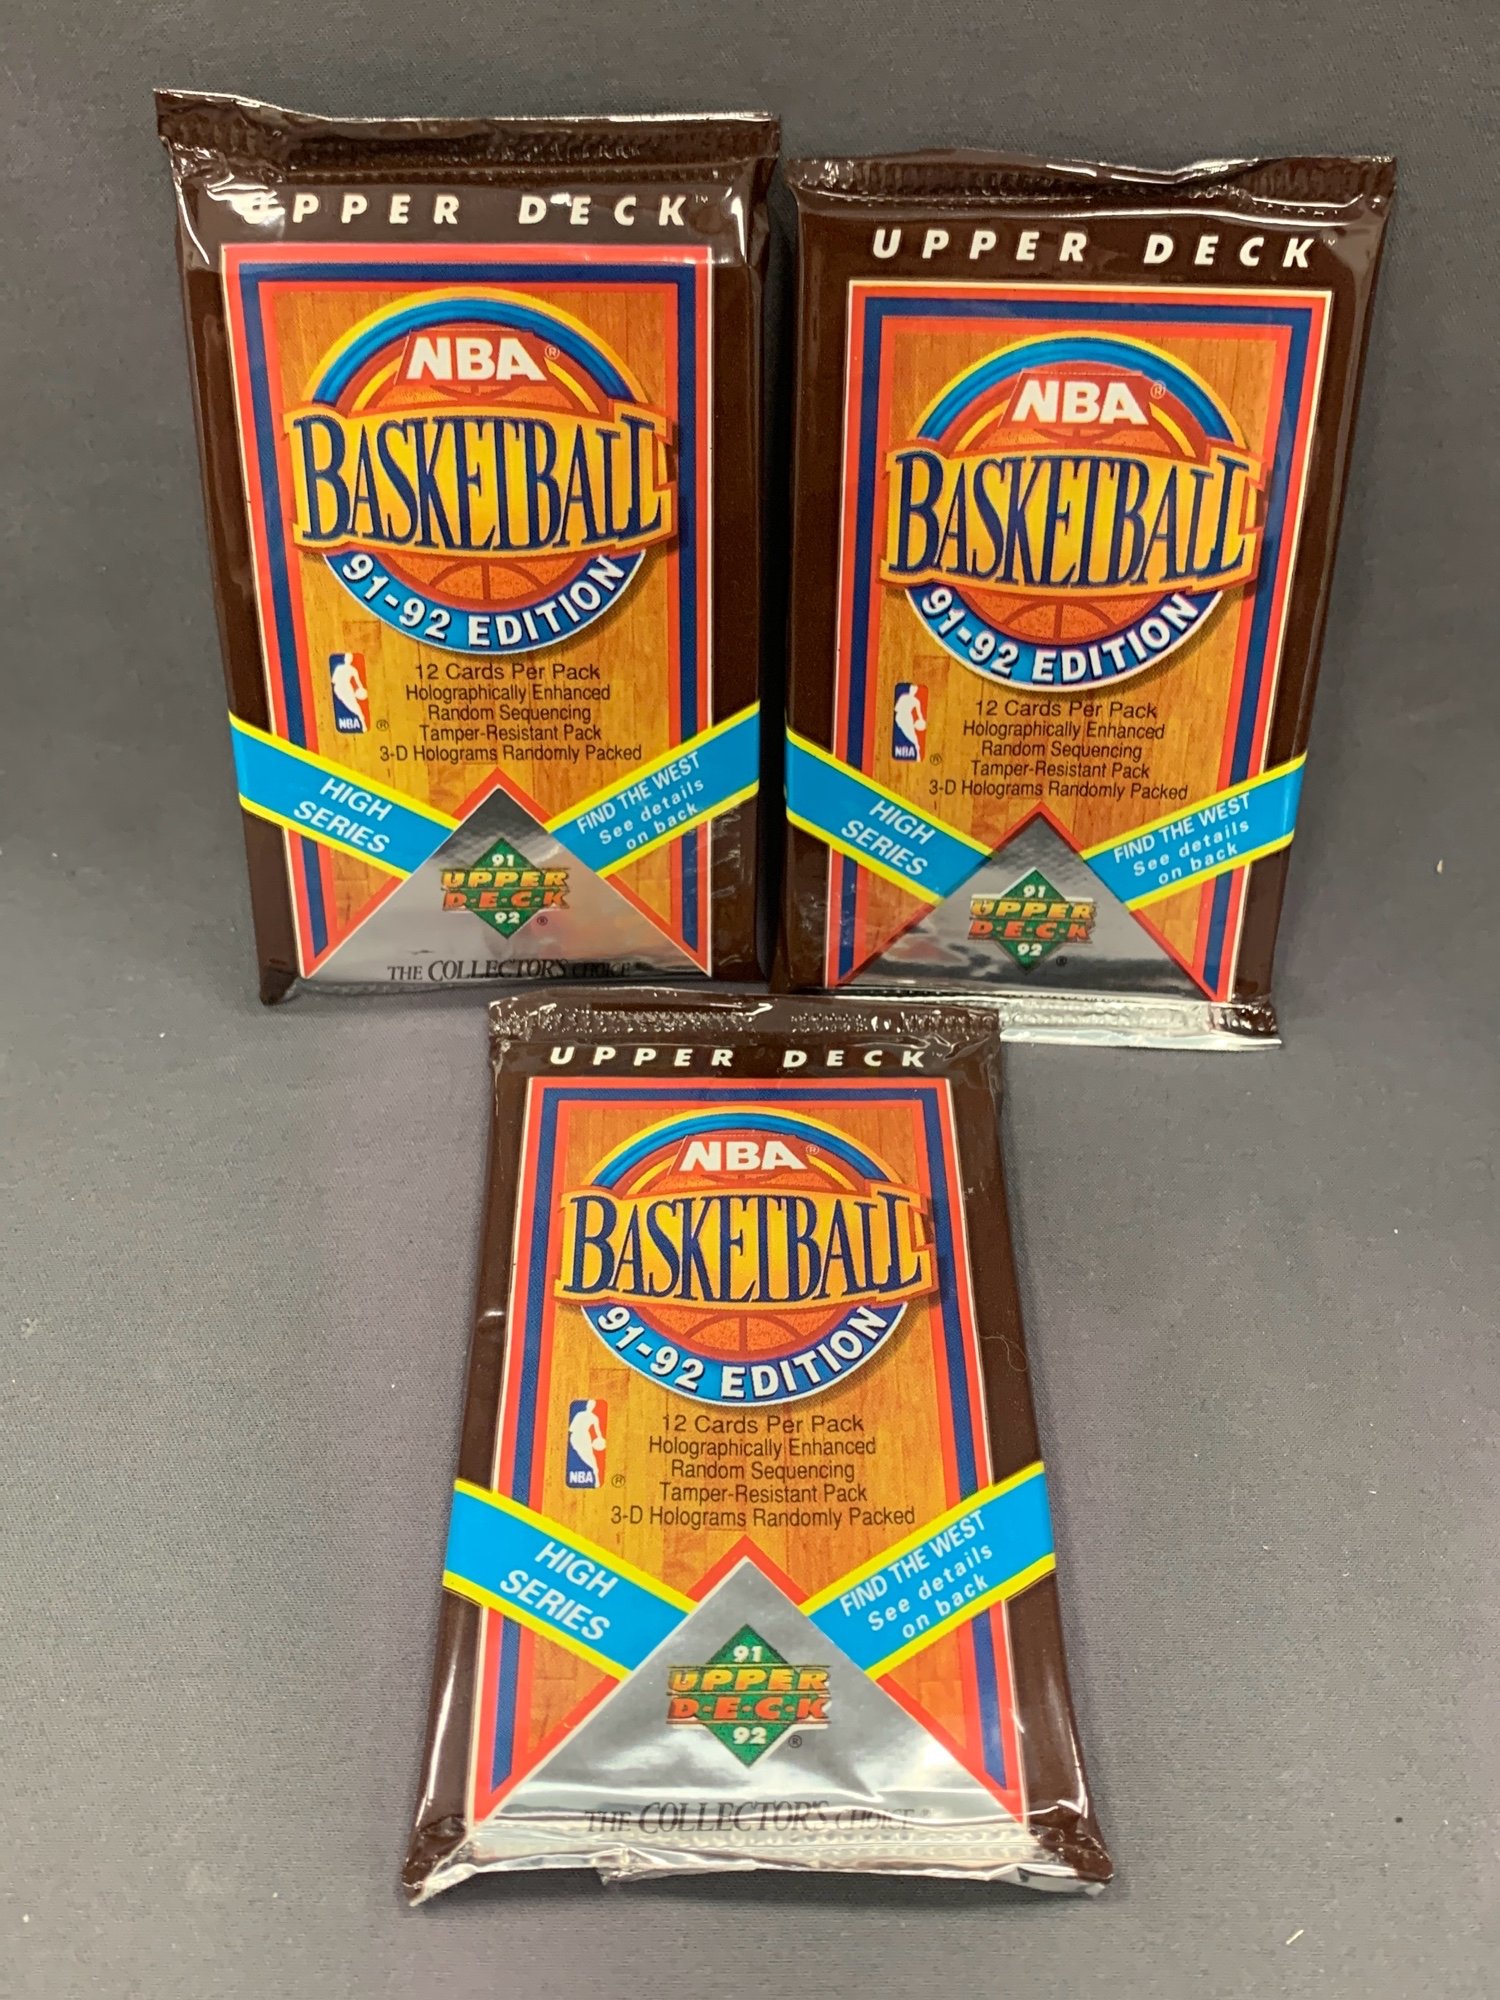 UPPER DECK™
NBA®
BASKETBALL
91-92 EDITION
NBA ®
12 Cards Per Pack
Holographically Enhanced
Random Sequencing
Tamper-Resistant Pack
3-D Holograms Randomly Packed
HIGH
SERIES
FIND THE WEST
See details
on back
91
UPPER
D·E·C·K
92 ®
THE COLLECTOR'S CHOICE
UPPER DECK
NBA®
BASKETBALL
91-92 EDITION
NBA ®
12 Cards Per Pack
Holographically Enhanced
Random Sequencing
Tamper-Resistant Pack
3-D Holograms Randomly Packed
HIGH
SERIES
FIND THE WEST
See details
on back
91
UPPER
D·E·C·K
92 ®
UPPER DECK
NBA®
BASKETBALL
91-92 EDITION
NBA ®
12 Cards Per Pack
Holographically Enhanced
Random Sequencing
Tamper-Resistant Pack
3-D Holograms Randomly Packed
HIGH
SERIES
FIND THE WEST
See details
on back
91
UPPER
D·E·C·K
92 ®
THE COLLECTOR'S CHOICE®